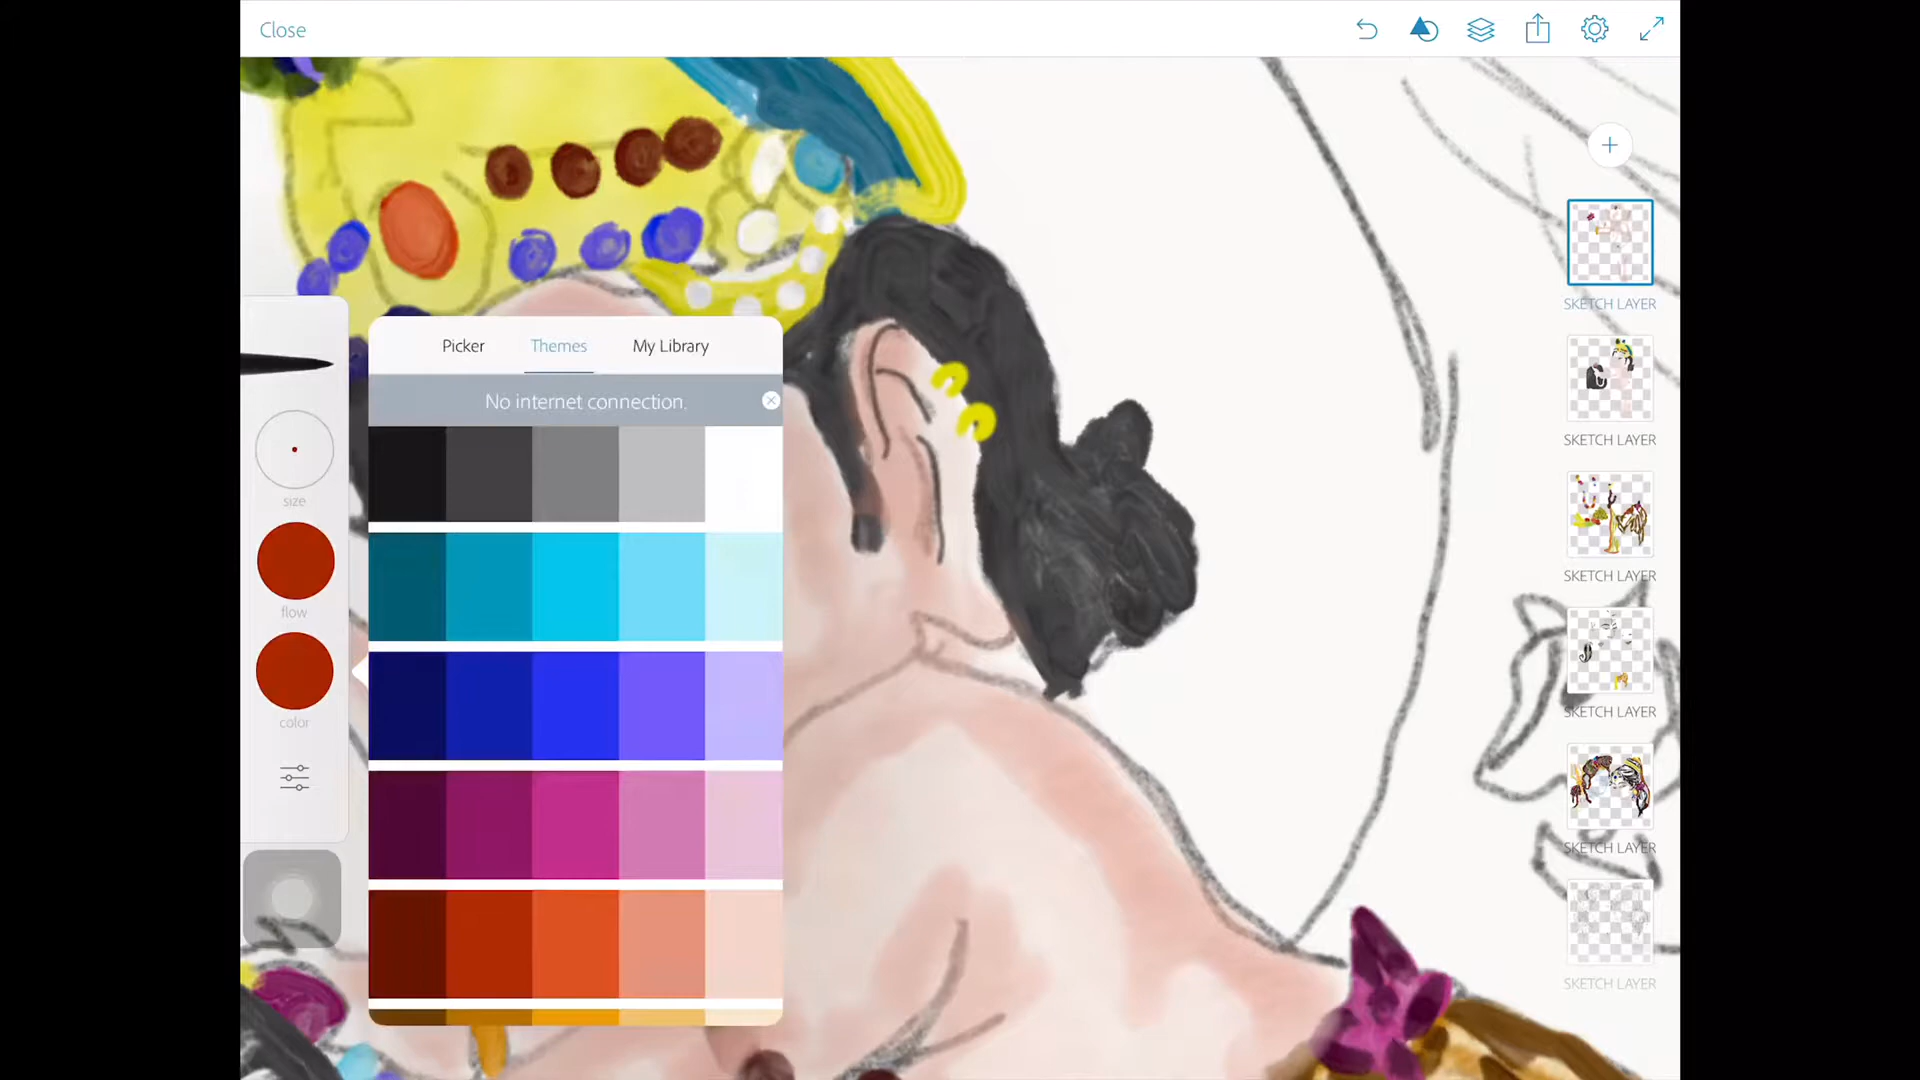 Close
Picker
Themes
My Library
No internet connection.
size
flow
color
SKETCH LAYER
SKETCH LAYER
SKETCH LAYER
SKETCH LAYER
SKETCH LAYER
SKETCH LAYER